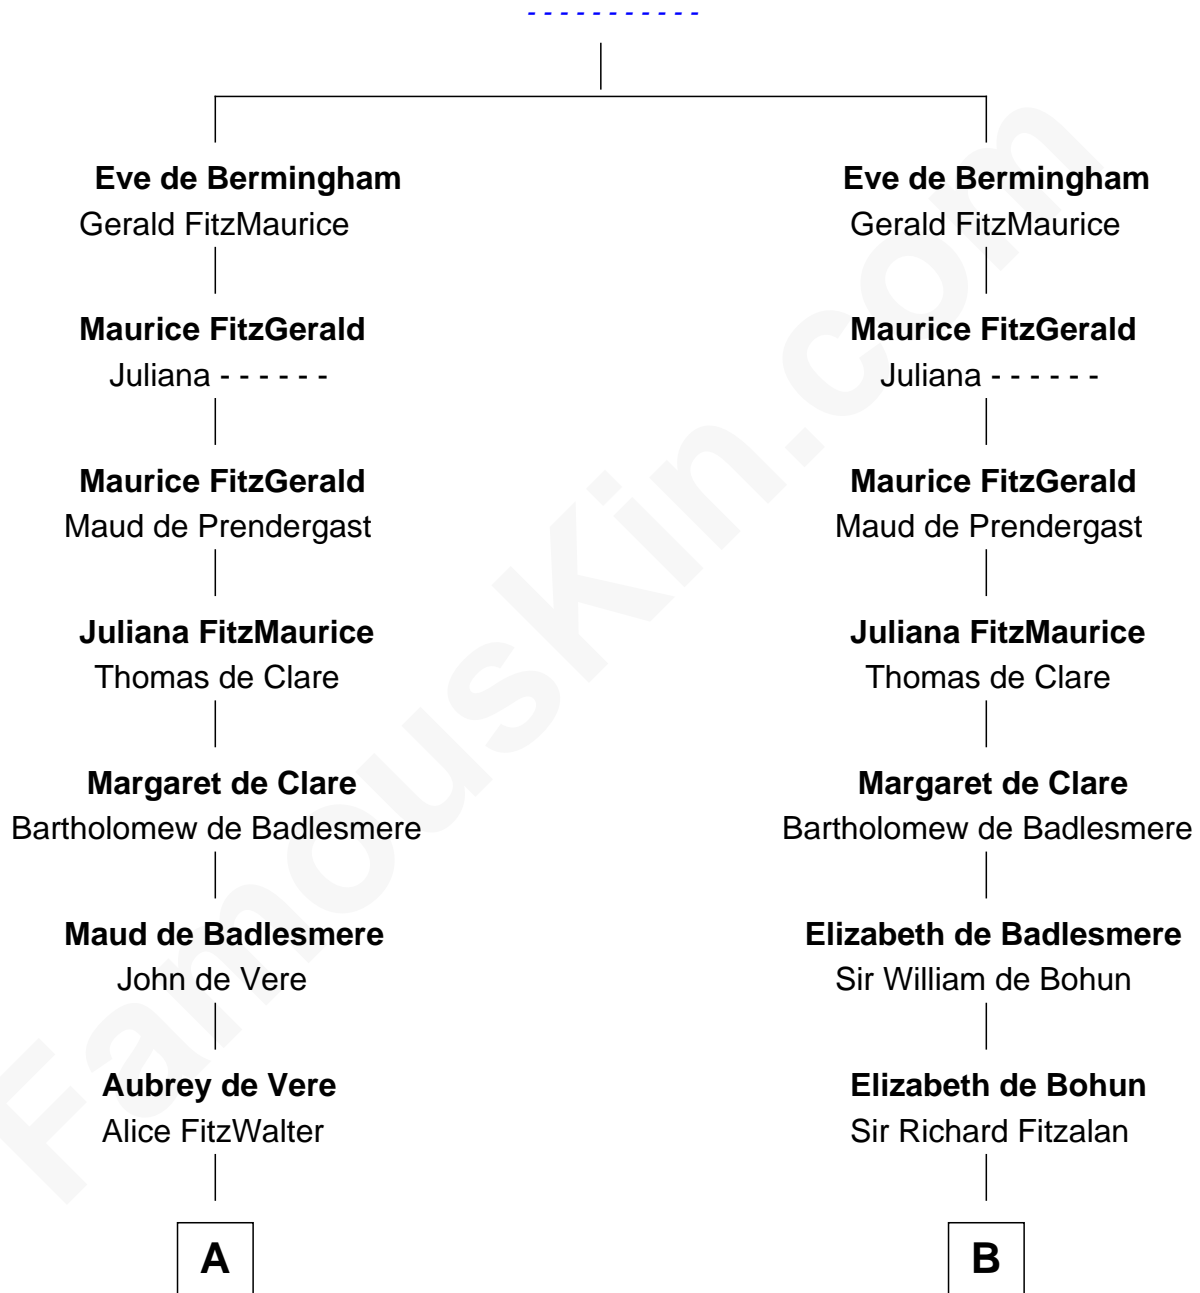 - - - - - - - - - - -
Eve de Bermingham
Gerald FitzMaurice
Maurice FitzGerald
Juliana - - - - - -
Maurice FitzGerald
Maud de Prendergast
Juliana FitzMaurice
Thomas de Clare
Margaret de Clare
Bartholomew de Badlesmere
Maud de Badlesmere
John de Vere
Aubrey de Vere
Alice FitzWalter
A
Eve de Bermingham
Gerald FitzMaurice
Maurice FitzGerald
Juliana - - - - - -
Maurice FitzGerald
Maud de Prendergast
Juliana FitzMaurice
Thomas de Clare
Margaret de Clare
Bartholomew de Badlesmere
Elizabeth de Badlesmere
Sir William de Bohun
Elizabeth de Bohun
Sir Richard Fitzalan
B
FamousKin.com